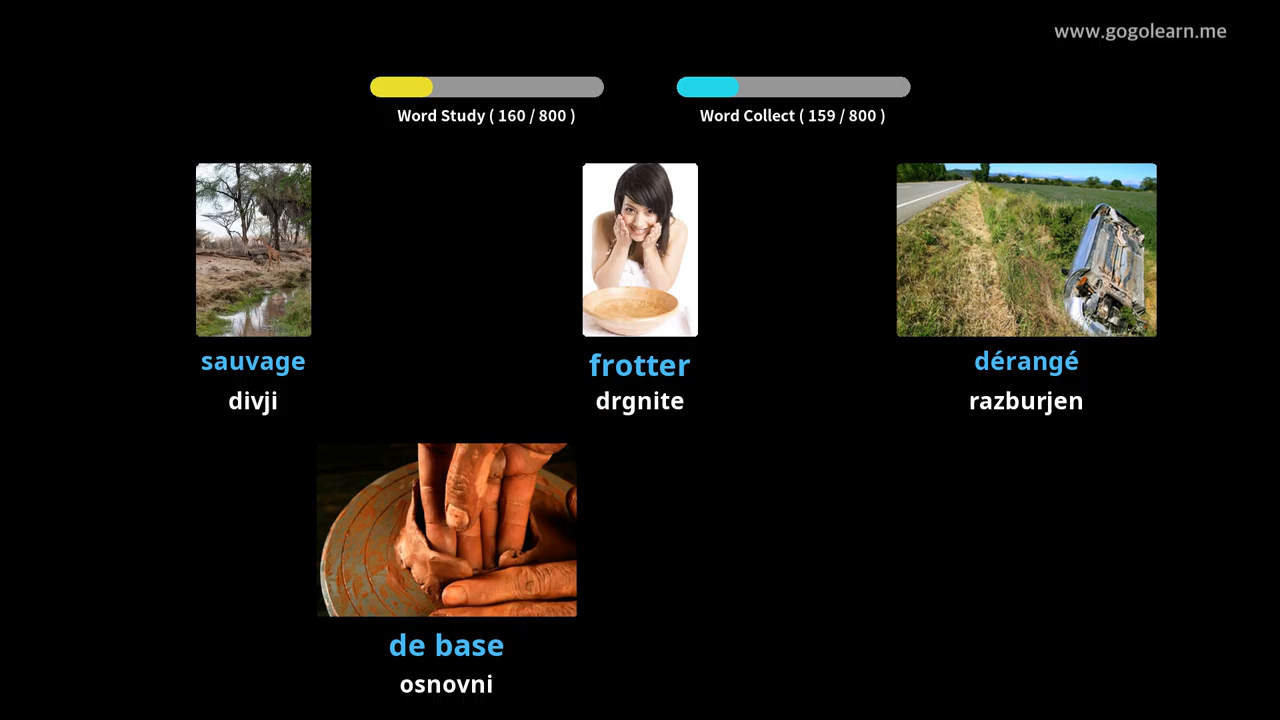 www.gogolearn.me
Word Study ( 160 / 800 )
Word Collect ( 159 / 800 )
sauvage
divji
frotter
drgnite
dérangé
razburjen
de base
osnovni